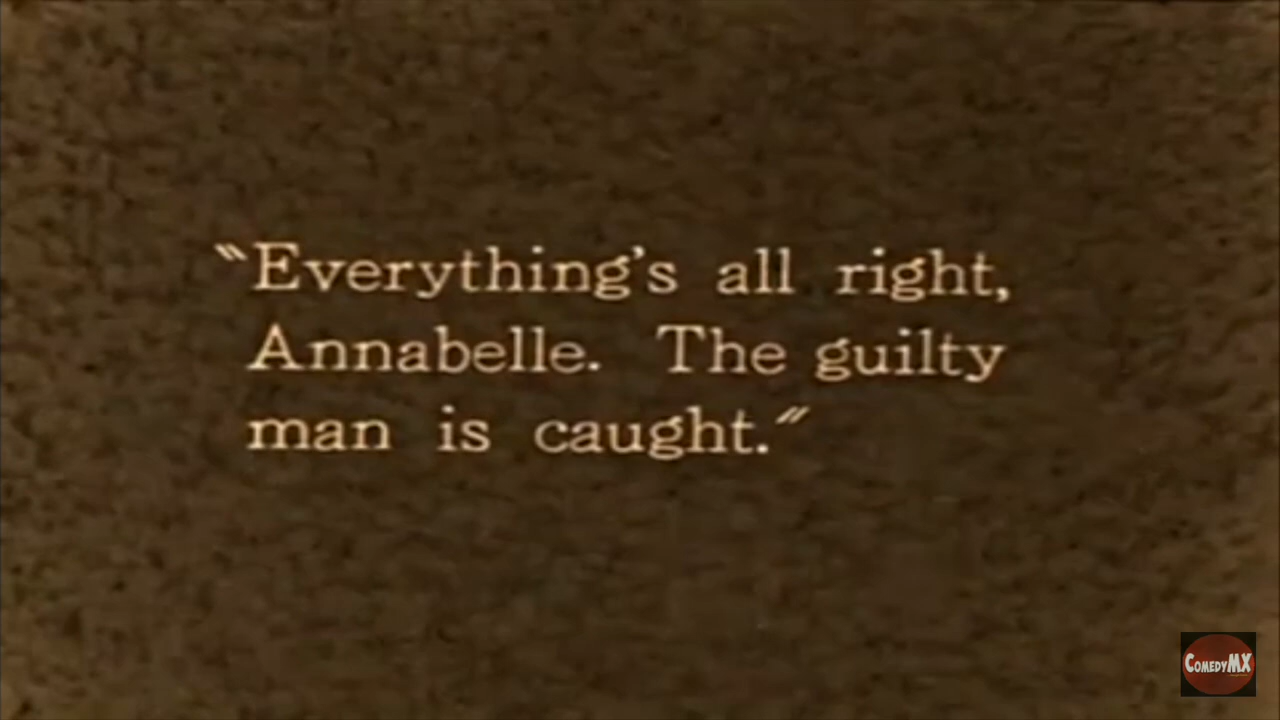 "Everything's all right,
Annabelle. The guilty
man is caught."
COMEDYMX